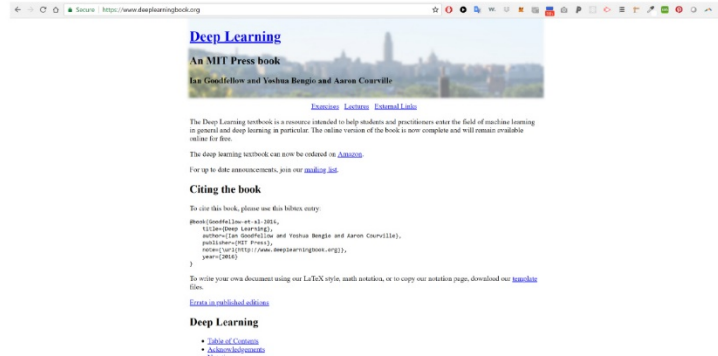 Secure | https://www.deeplearningbook.org
Deep Learning
An MIT Press book
Ian Goodfellow and Yoshua Bengio and Aaron Courville
Exercises Lectures External Links
The Deep Learning textbook is a resource intended to help students and practitioners enter the field of machine learning
in general and deep learning in particular. The online version of the book is now complete and will remain available
online for free.
The deep learning textbook can now be ordered on Amazon.
For up to date announcements, join our mailing list.
Citing the book
To cite this book, please use this bibtex entry:
@book{Goodfellow-et-al-2016,
title={Deep Learning},
author={Ian Goodfellow and Yoshua Bengio and Aaron Courville},
publisher={MIT Press},
note={\url{http://www.deeplearningbook.org}},
year={2016}
}
To write your own document using our LaTeX style, math notation, or to copy our notation page, download our template
files.
Errata in published editions
Deep Learning
• Table of Contents
• Acknowledgements